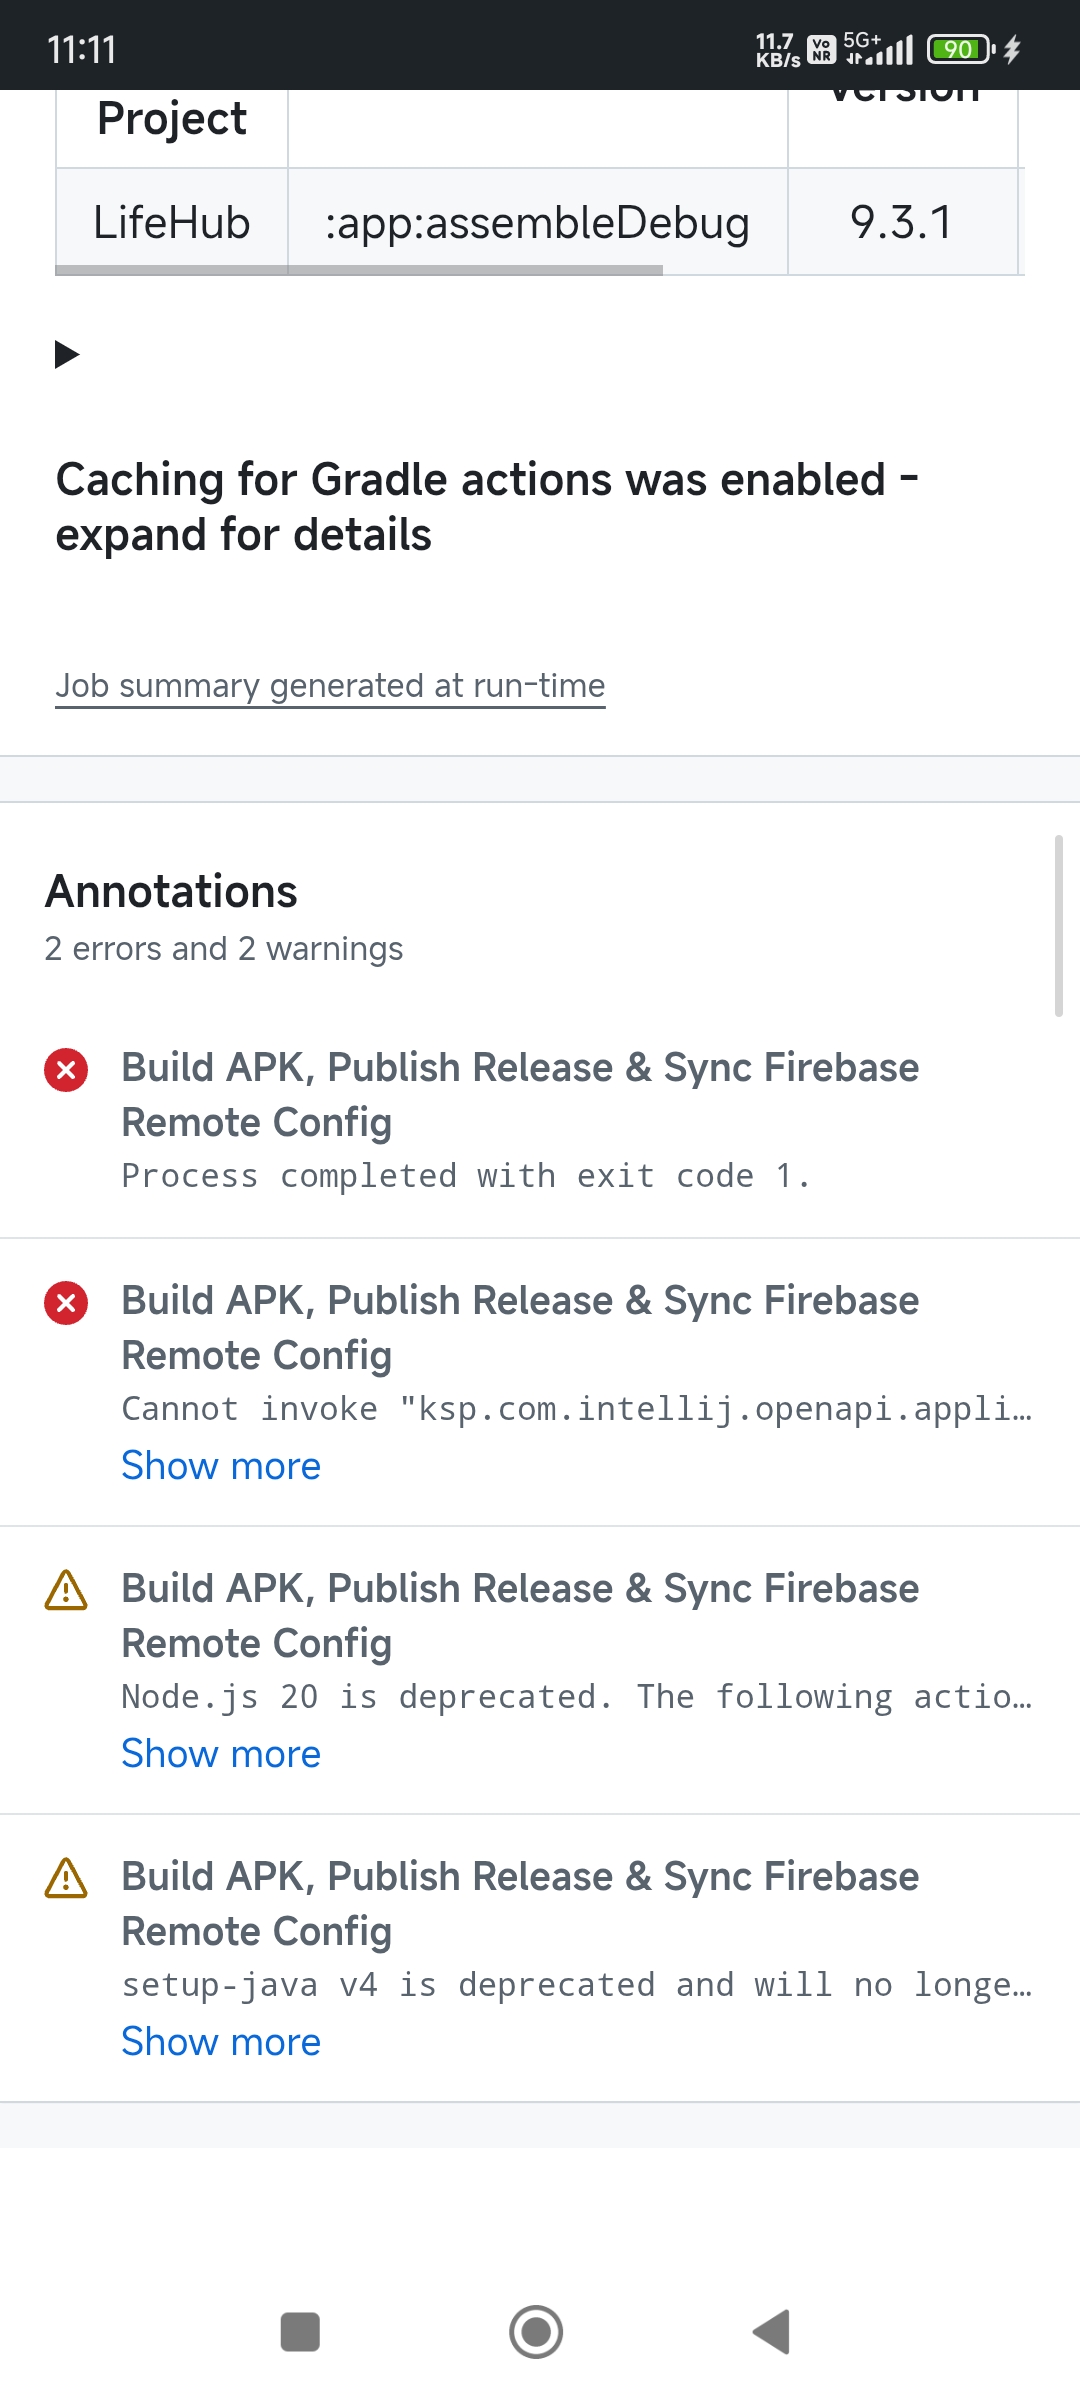 11:11
11.7 KB/s
Vo NR
5G+
90
Version
Project
LifeHub
:app:assembleDebug
9.3.1
Caching for Gradle actions was enabled -
expand for details
Job summary generated at run-time
Annotations
2 errors and 2 warnings
Build APK, Publish Release & Sync Firebase
Remote Config
Process completed with exit code 1.
Build APK, Publish Release & Sync Firebase
Remote Config
Cannot invoke "ksp.com.intellij.openapi.appli…
Show more
Build APK, Publish Release & Sync Firebase
Remote Config
Node.js 20 is deprecated. The following actio…
Show more
Build APK, Publish Release & Sync Firebase
Remote Config
setup-java v4 is deprecated and will no longe…
Show more